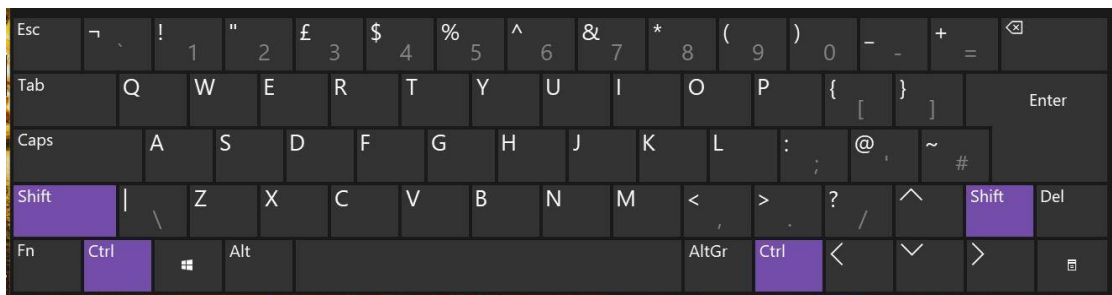 Esc ¬ ` ! 1 " 2 £ 3 $ 4 % 5 ^ 6 & 7 * 8 ( 9 ) 0 _ - + =
Tab Q W E R T Y U I O P { [ } ] Enter
Caps A S D F G H J K L : ; @ ' ~ #
Shift | \ Z X C V B N M < , > . ? / Shift Del
Fn Ctrl Alt AltGr Ctrl